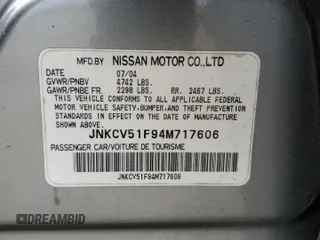 MFD.BY NISSAN MOTOR CO.,LTD
DATE 07/04
GVWR/PNBV 4742 LBS.
GAWR/PNBE FR. 2298 LBS. RR. 2467 LBS.
THIS VEHICLE CONFORMS TO ALL APPLICABLE FEDERAL
MOTOR VEHICLE SAFETY,BUMPER,AND THEFT PREVENTION
STANDARDS IN EFFECT ON THE DATE OF MANUFACTURE
SHOWN ABOVE.
JNKCV51F94M717606
PASSENGER CAR/VOITURE DE TOURISME
JNKCV51F94M717606
DREAMBID